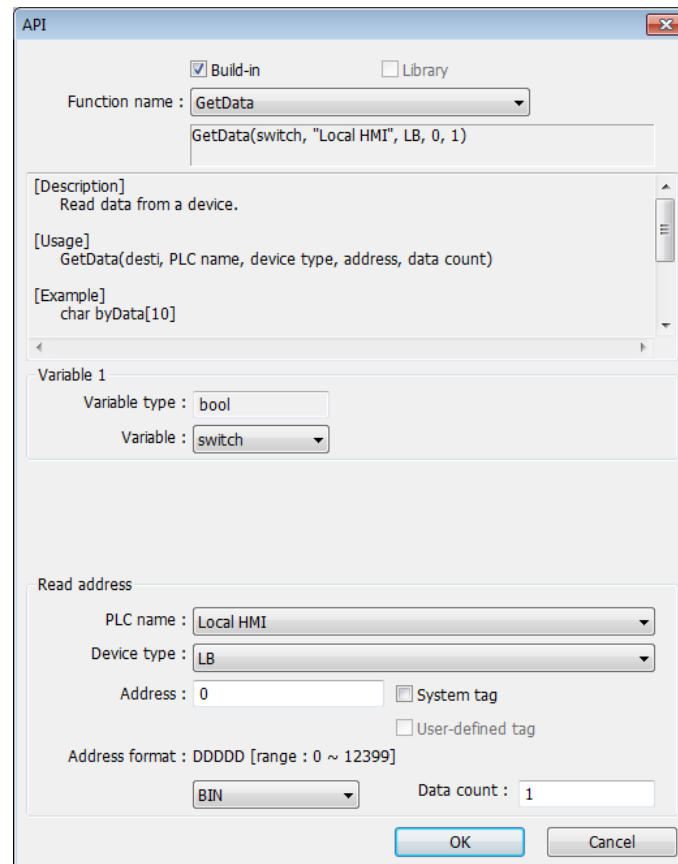 API
Build-in Library
Function name : GetData
GetData(switch, "Local HMI", LB, 0, 1)
[Description]
Read data from a device.
[Usage]
GetData(desti, PLC name, device type, address, data count)
[Example]
char byData[10]
Variable 1
Variable type : bool
Variable : switch
Read address
PLC name : Local HMI
Device type : LB
Address : 0 System tag
User-defined tag
Address format : DDDDD [range : 0 ~ 12399]
BIN Data count : 1
OK Cancel